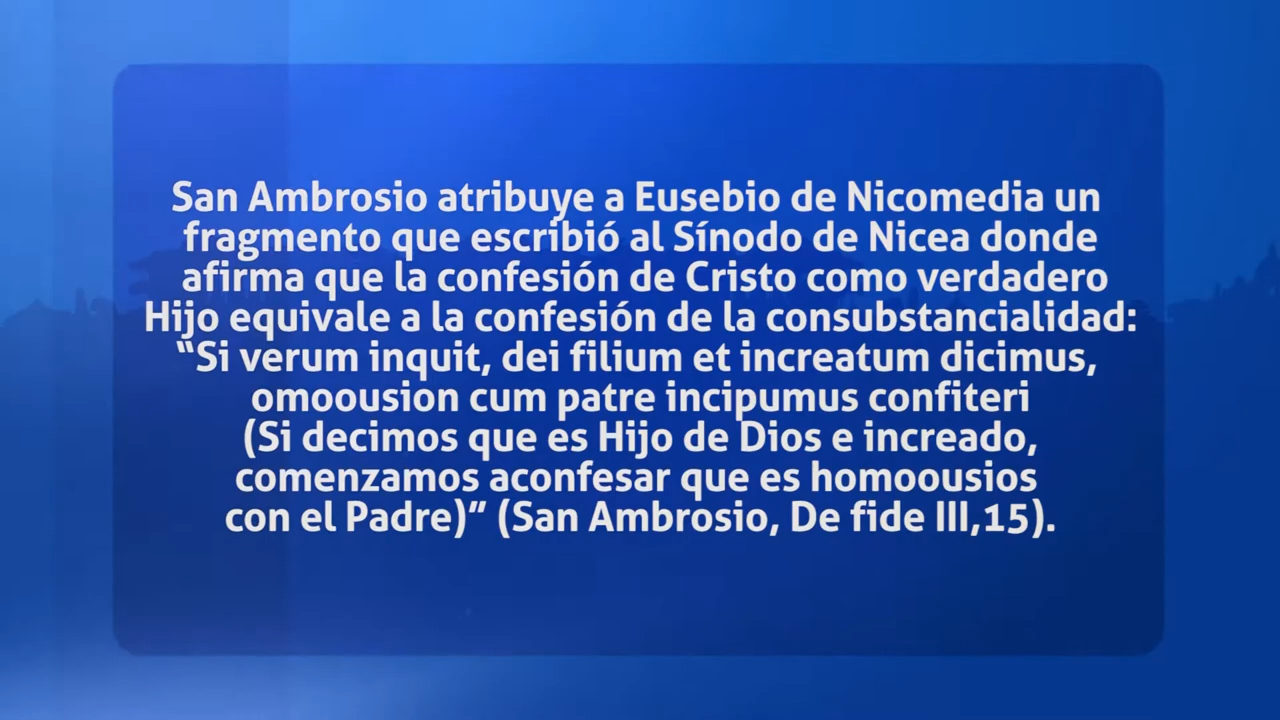 San Ambrosio atribuye a Eusebio de Nicomedia un
fragmento que escribió al Sínodo de Nicea donde
afirma que la confesión de Cristo como verdadero
Hijo equivale a la confesión de la consubstancialidad:
“Si verum inquit, dei filium et increatum dicimus,
omoousion cum patre incipumus confiteri
(Si decimos que es Hijo de Dios e increado,
comenzamos aconfesar que es homoousios
con el Padre)” (San Ambrosio, De fide III,15).